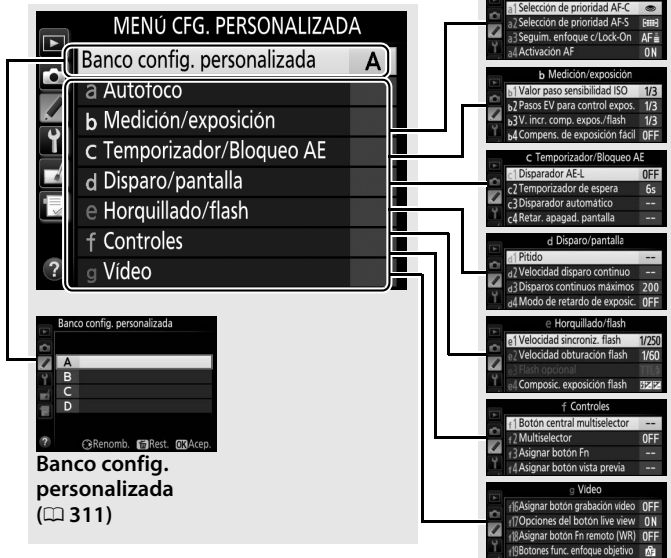 MENÚ CFG. PERSONALIZADA
Banco config. personalizada A
a Autofoco
b Medición/exposición
c Temporizador/Bloqueo AE
d Disparo/pantalla
e Horquillado/flash
f Controles
g Vídeo
?
Banco config. personalizada
A
B
C
D
?
Renomb. Rest. OK Acep.
Banco config.
personalizada
(311)
a1 Selección de prioridad AF-C
a2 Selección de prioridad AF-S
a3 Seguim. enfoque c/Lock-On AF
a4 Activación AF ON
b Medición/exposición
b1 Valor paso sensibilidad ISO 1/3
b2 Pasos EV para control expos. 1/3
b3 V. incr. comp. expos./flash 1/3
b4 Compens. de exposición fácil OFF
c Temporizador/Bloqueo AE
c1 Disparador AE-L OFF
c2 Temporizador de espera 6s
c3 Disparador automático --
c4 Retar. apagad. pantalla --
d Disparo/pantalla
d1 Pitido --
d2 Velocidad disparo continuo --
d3 Disparos continuos máximos 200
d4 Modo de retardo de exposic. OFF
e Horquillado/flash
e1 Velocidad sincroniz. flash 1/250
e2 Velocidad obturación flash 1/60
e3 Flash opcional
e4 Composic. exposición flash
f Controles
f1 Botón central multiselector --
f2 Multiselector OFF
f3 Asignar botón Fn --
f4 Asignar botón vista previa --
g Vídeo
f16 Asignar botón grabación vídeo OFF
f17 Opciones del botón live view ON
f18 Asignar botón Fn remoto (WR) OFF
f19 Botones func. enfoque objetivo